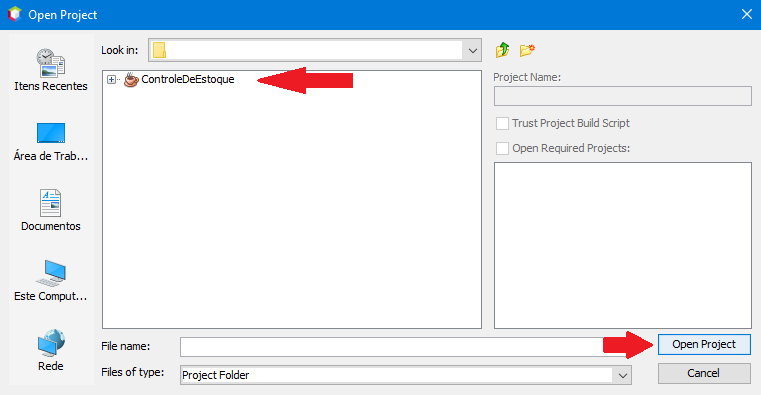 Open Project
Look in:
Itens Recentes
Área de Trab...
Documentos
Este Comput...
Rede
ControleDeEstoque
Project Name:
Trust Project Build Script
Open Required Projects:
File name:
Open Project
Files of type:
Project Folder
Cancel